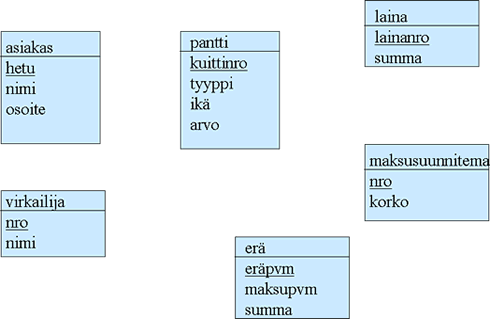 asiakas
hetu
nimi
osoite
pantti
kuittinro
tyyppi
ikä
arvo
laina
lainanro
summa
virkailija
nro
nimi
erä
eräpvm
maksupvm
summa
maksusuunnitema
nro
korko